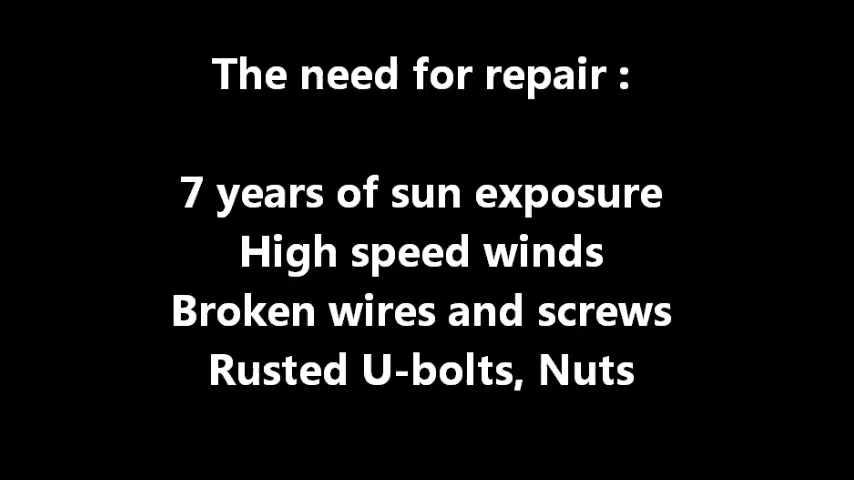 The need for repair :
7 years of sun exposure
High speed winds
Broken wires and screws
Rusted U-bolts, Nuts